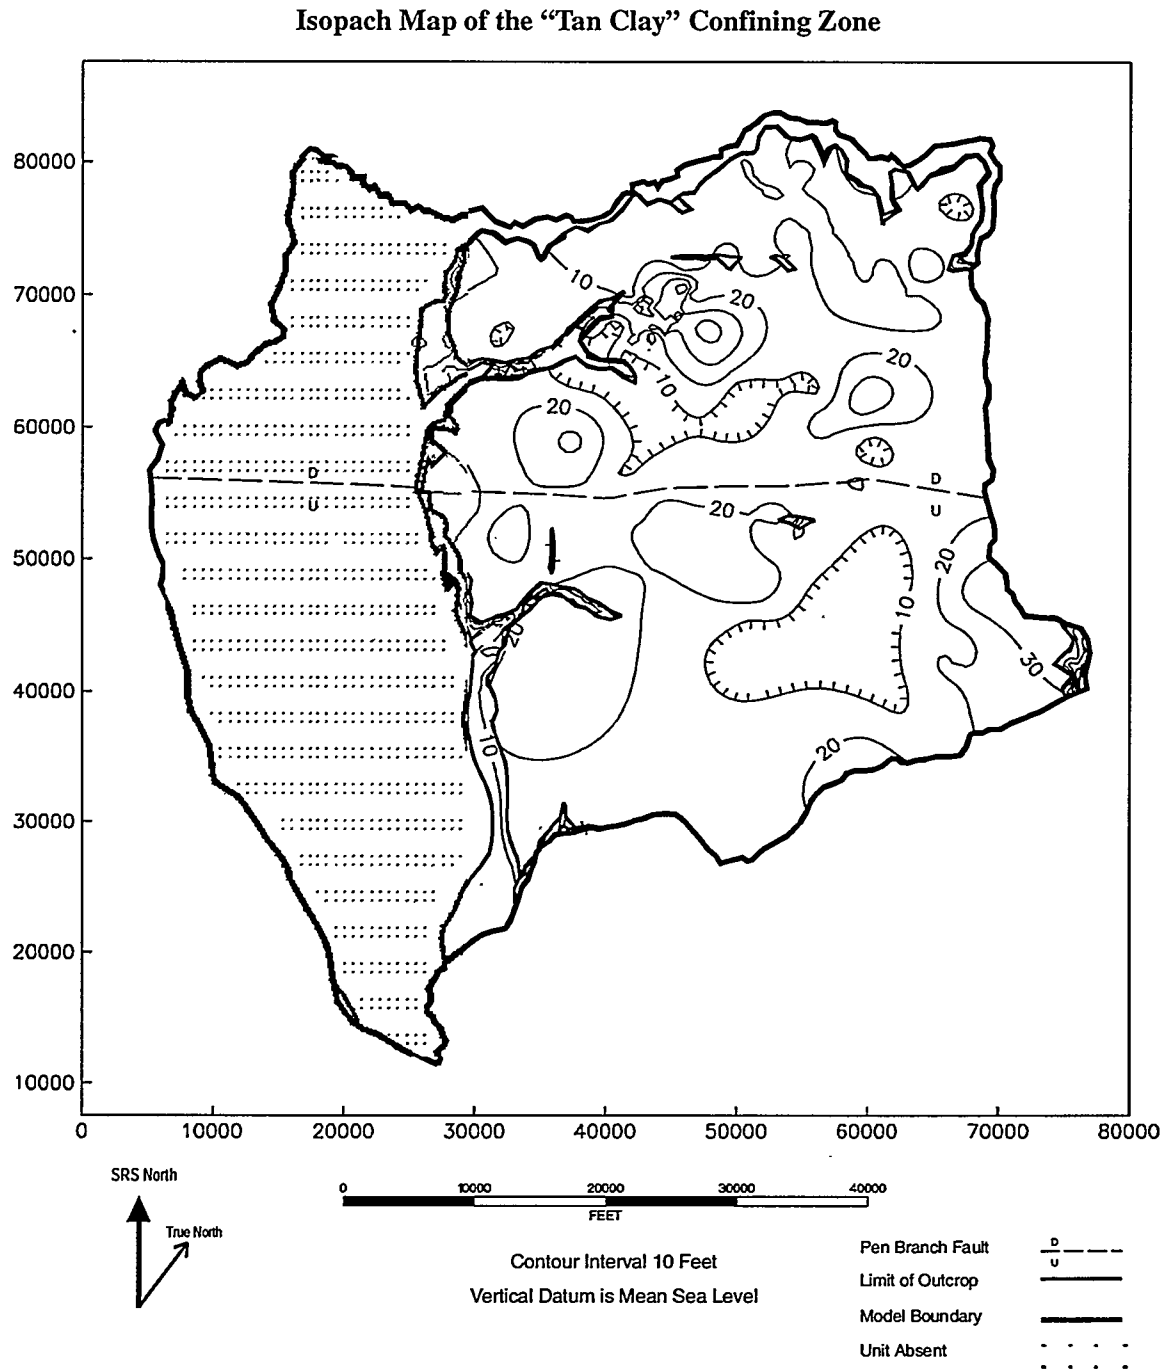 Isopach Map of the “Tan Clay” Confining Zone
80000
70000
60000
50000
40000
30000
20000
10000
10
20
10
20
20
D
U
D
U
20
20
10
20
30
10
20
0
10000
20000
30000
40000
50000
60000
70000
80000
SRS North
True North
0
10000
20000
30000
40000
FEET
Contour Interval 10 Feet
Vertical Datum is Mean Sea Level
Pen Branch Fault
D
U
Limit of Outcrop
Model Boundary
Unit Absent